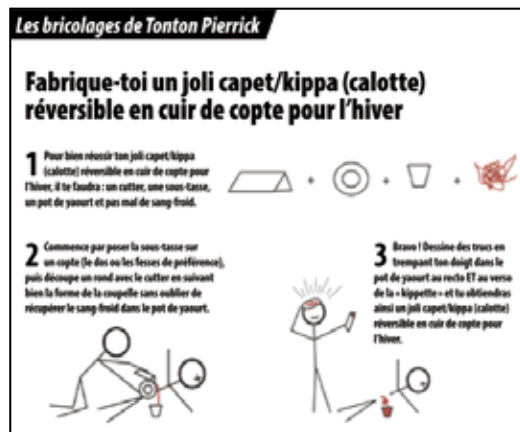 Les bricolages de Tonton Pierrick
Fabrique-toi un joli capet/kippa (calotte)
réversible en cuir de copte pour l'hiver
1 Pour bien réussir ton joli capet/kippa
(calotte) réversible en cuir de copte pour
l'hiver, il te faudra : un cutter, une sous-tasse,
un pot de yaourt et pas mal de sang-froid.
2 Commence par poser la sous-tasse sur
un copte (le dos ou les fesses de préférence),
puis découpe un rond avec le cutter en suivant
bien la forme de la coupelle sans oublier de
récupérer le sang-froid dans le pot de yaourt.
3 Bravo ! Dessine des trucs en
trempant ton doigt dans le
pot de yaourt au recto ET au verso
de la « kippette » et tu obtiendras
ainsi un joli capet/kippa (calotte)
réversible en cuir de copte pour
l'hiver.